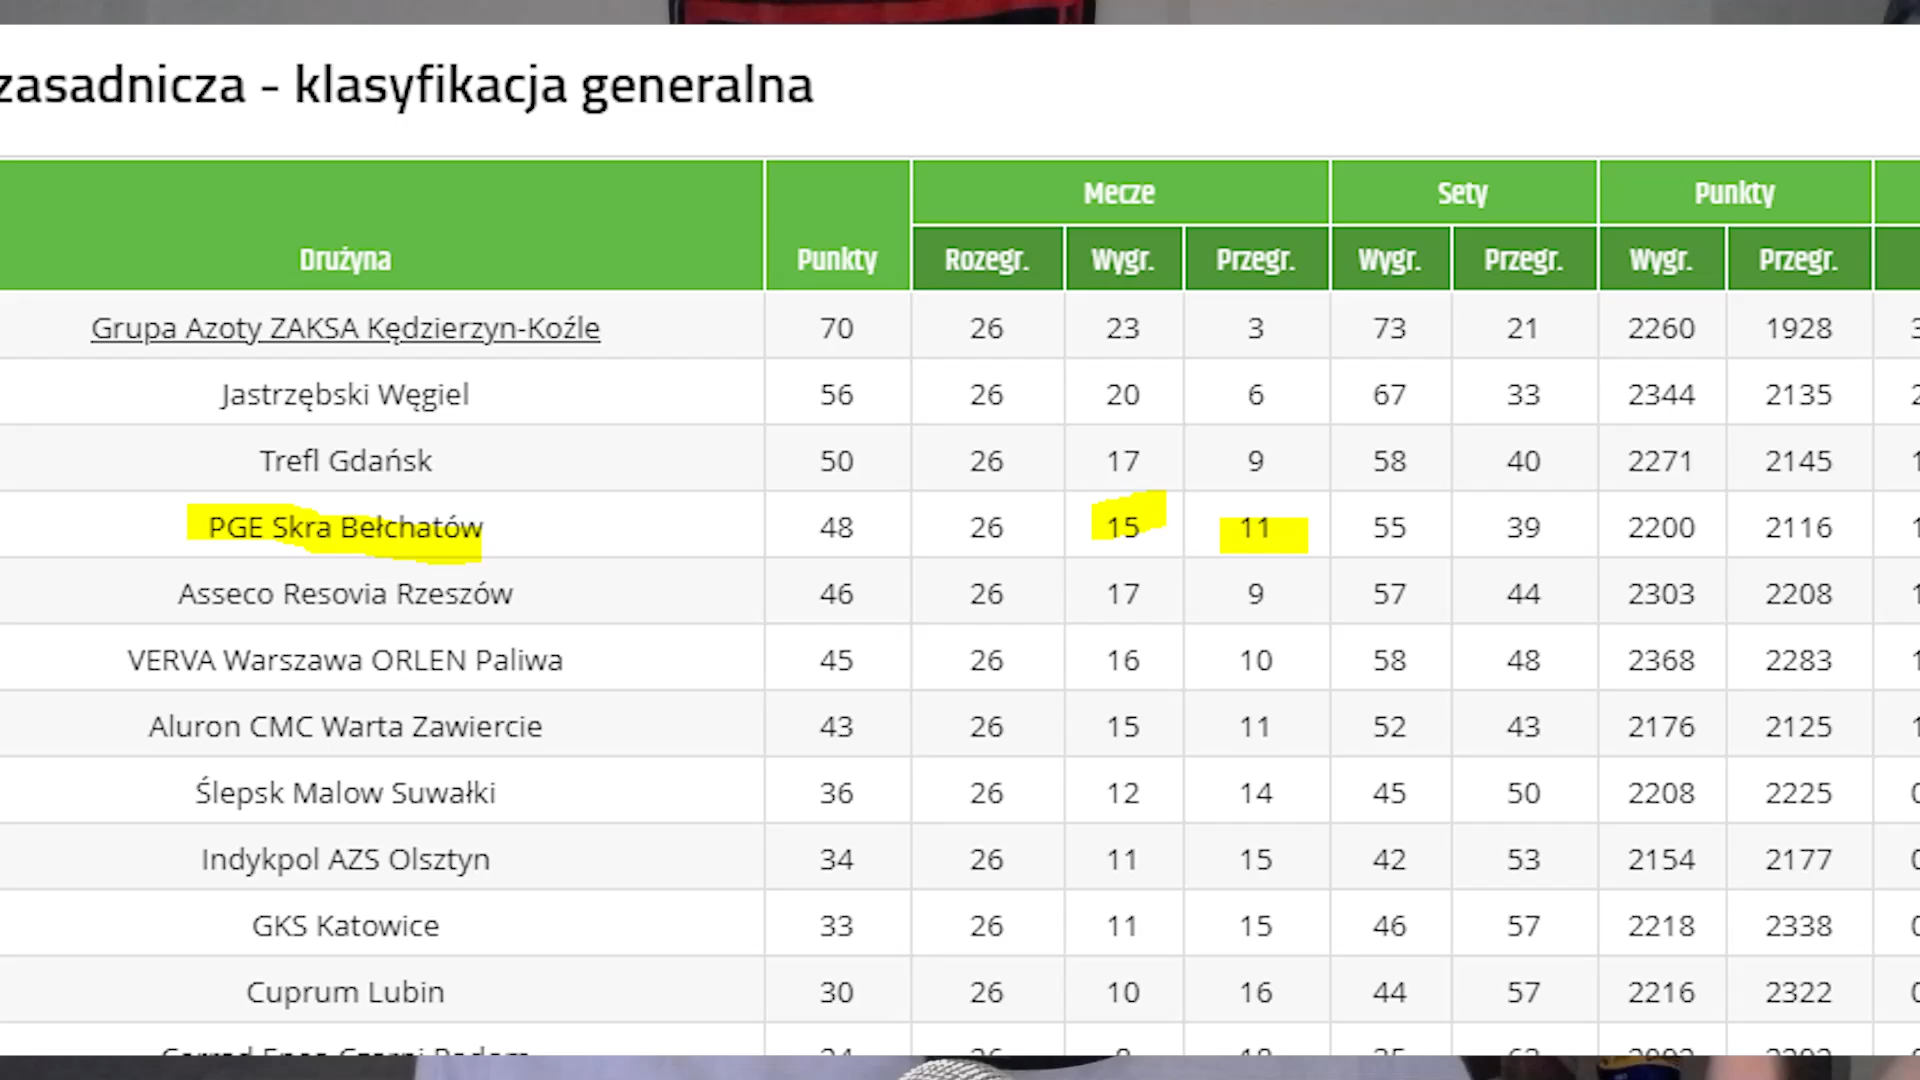 zasadnicza - klasyfikacja generalna
Mecze Sety Punkty
Drużyna Punkty Rozegr. Wygr. Przegr. Wygr. Przegr. Wygr. Przegr.
Grupa Azoty ZAKSA Kędzierzyn-Koźle 70 26 23 3 73 21 2260 1928
Jastrzębski Węgiel 56 26 20 6 67 33 2344 2135
Trefl Gdańsk 50 26 17 9 58 40 2271 2145
PGE Skra Bełchatów 48 26 15 11 55 39 2200 2116
Asseco Resovia Rzeszów 46 26 17 9 57 44 2303 2208
VERVA Warszawa ORLEN Paliwa 45 26 16 10 58 48 2368 2283
Aluron CMC Warta Zawiercie 43 26 15 11 52 43 2176 2125
Ślepsk Malow Suwałki 36 26 12 14 45 50 2208 2225
Indykpol AZS Olsztyn 34 26 11 15 42 53 2154 2177
GKS Katowice 33 26 11 15 46 57 2218 2338
Cuprum Lubin 30 26 10 16 44 57 2216 2322